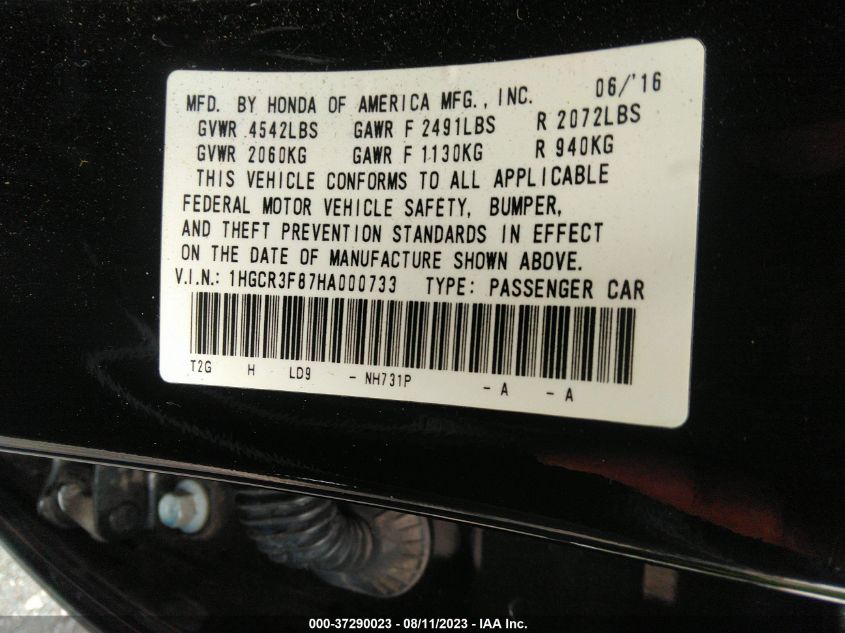 MFD. BY HONDA OF AMERICA MFG., INC. 06/'16
GVWR 4542LBS GAWR F 2491LBS R 2072LBS
GVWR 2060KG GAWR F 1130KG R 940KG
THIS VEHICLE CONFORMS TO ALL APPLICABLE
FEDERAL MOTOR VEHICLE SAFETY, BUMPER,
AND THEFT PREVENTION STANDARDS IN EFFECT
ON THE DATE OF MANUFACTURE SHOWN ABOVE.
V.I.N.: 1HGCR3F87HA000733 TYPE: PASSENGER CAR
T2G H LD9 - NH731P - A - A
000-37290023 - 08/11/2023 - IAA Inc.